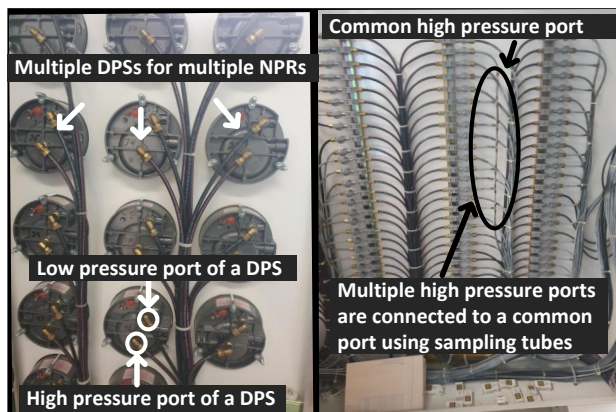 Multiple DPSs for multiple NPRs
Low pressure port of a DPS
High pressure port of a DPS
Common high pressure port
Multiple high pressure ports
are connected to a common
port using sampling tubes